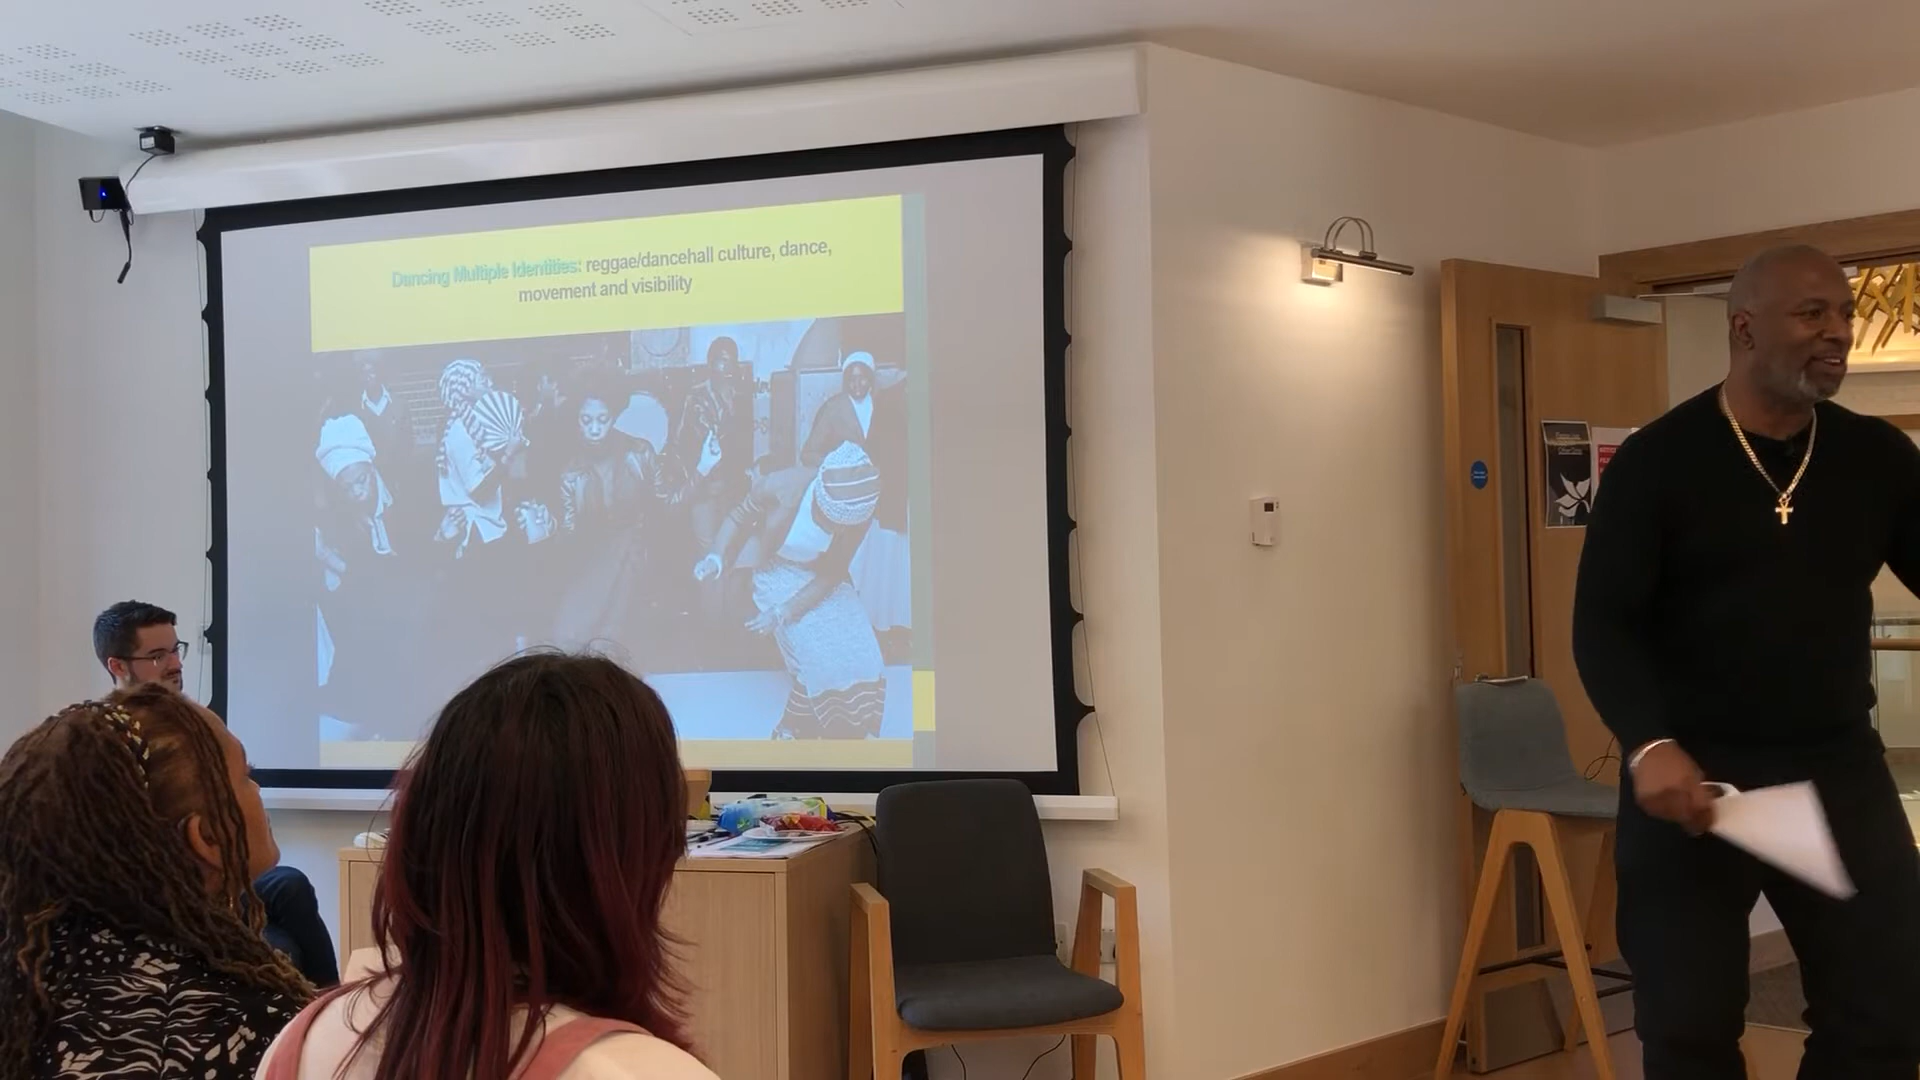 Dancing Multiple Identities: reggae/dancehall culture, dance,
movement and visibility